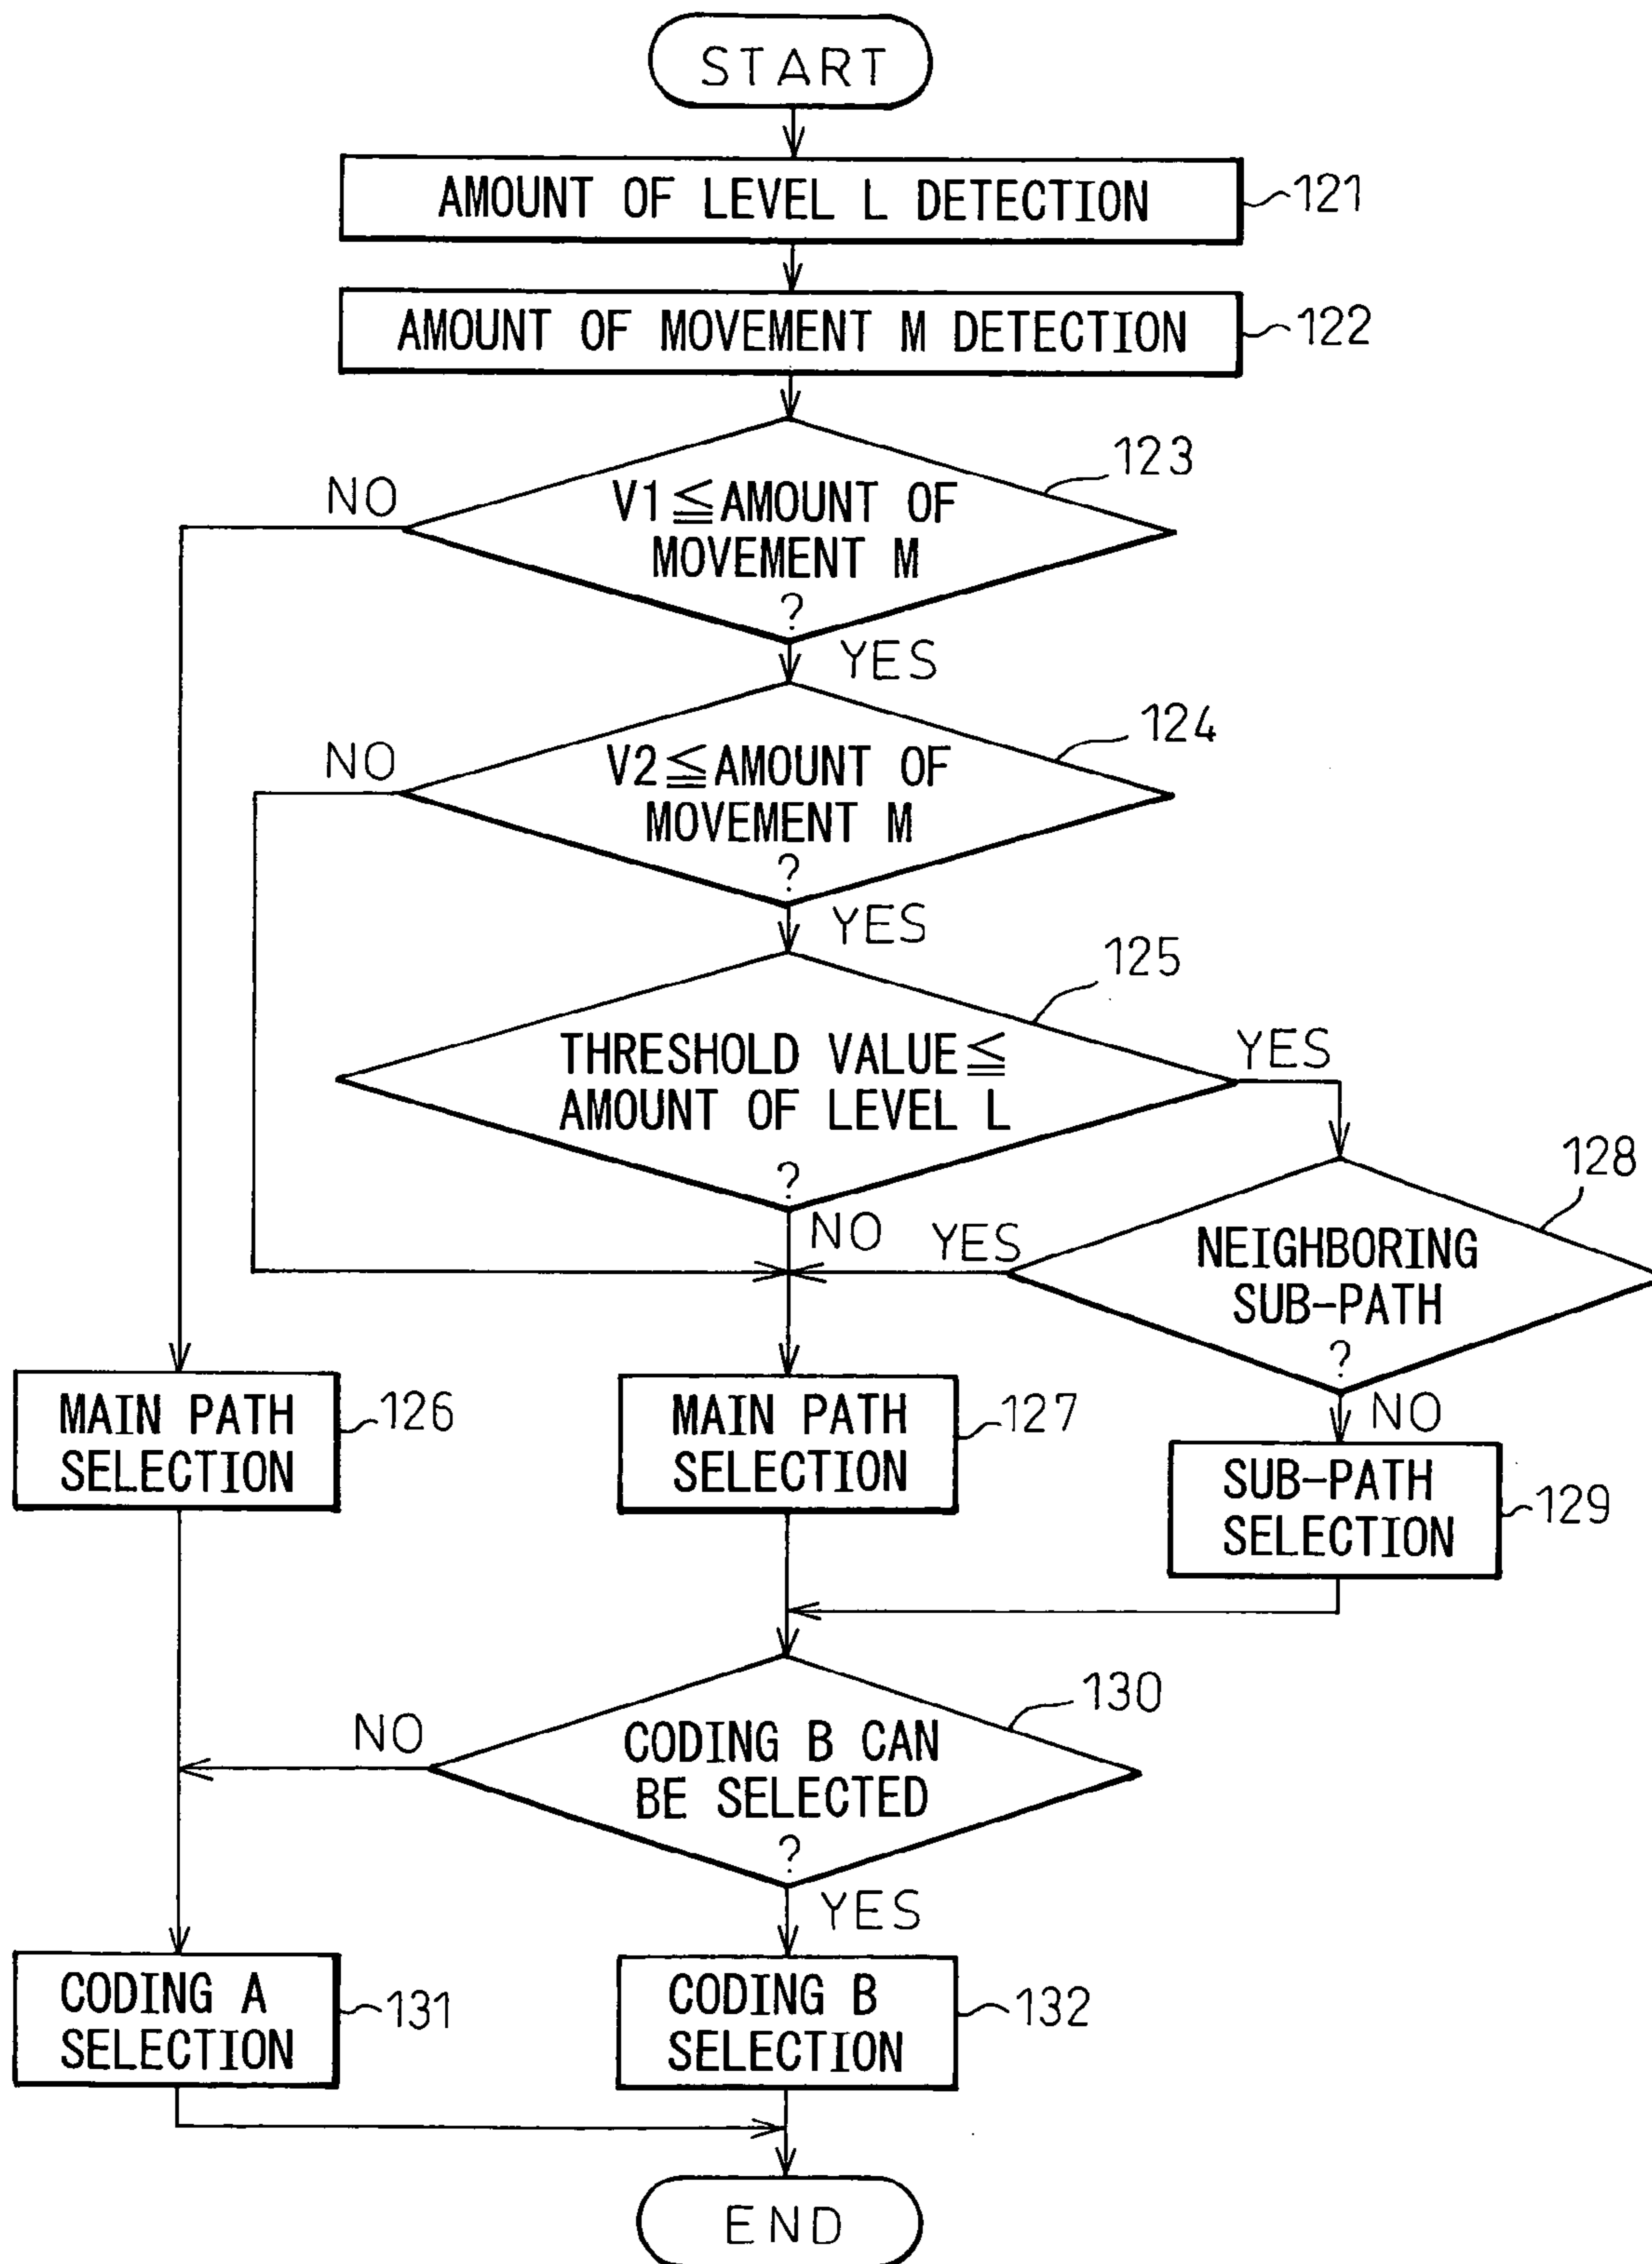 START
AMOUNT OF LEVEL L DETECTION
121
AMOUNT OF MOVEMENT M DETECTION
122
123
NO
V1≦AMOUNT OF
MOVEMENT M
?
YES
124
NO
V2≦AMOUNT OF
MOVEMENT M
?
YES
125
THRESHOLD VALUE≦
AMOUNT OF LEVEL L
?
YES
NO
128
YES
NEIGHBORING
SUB-PATH
?
NO
MAIN PATH
SELECTION
126
MAIN PATH
SELECTION
127
SUB-PATH
SELECTION
129
130
NO
CODING B CAN
BE SELECTED
?
YES
CODING A
SELECTION
131
CODING B
SELECTION
132
END